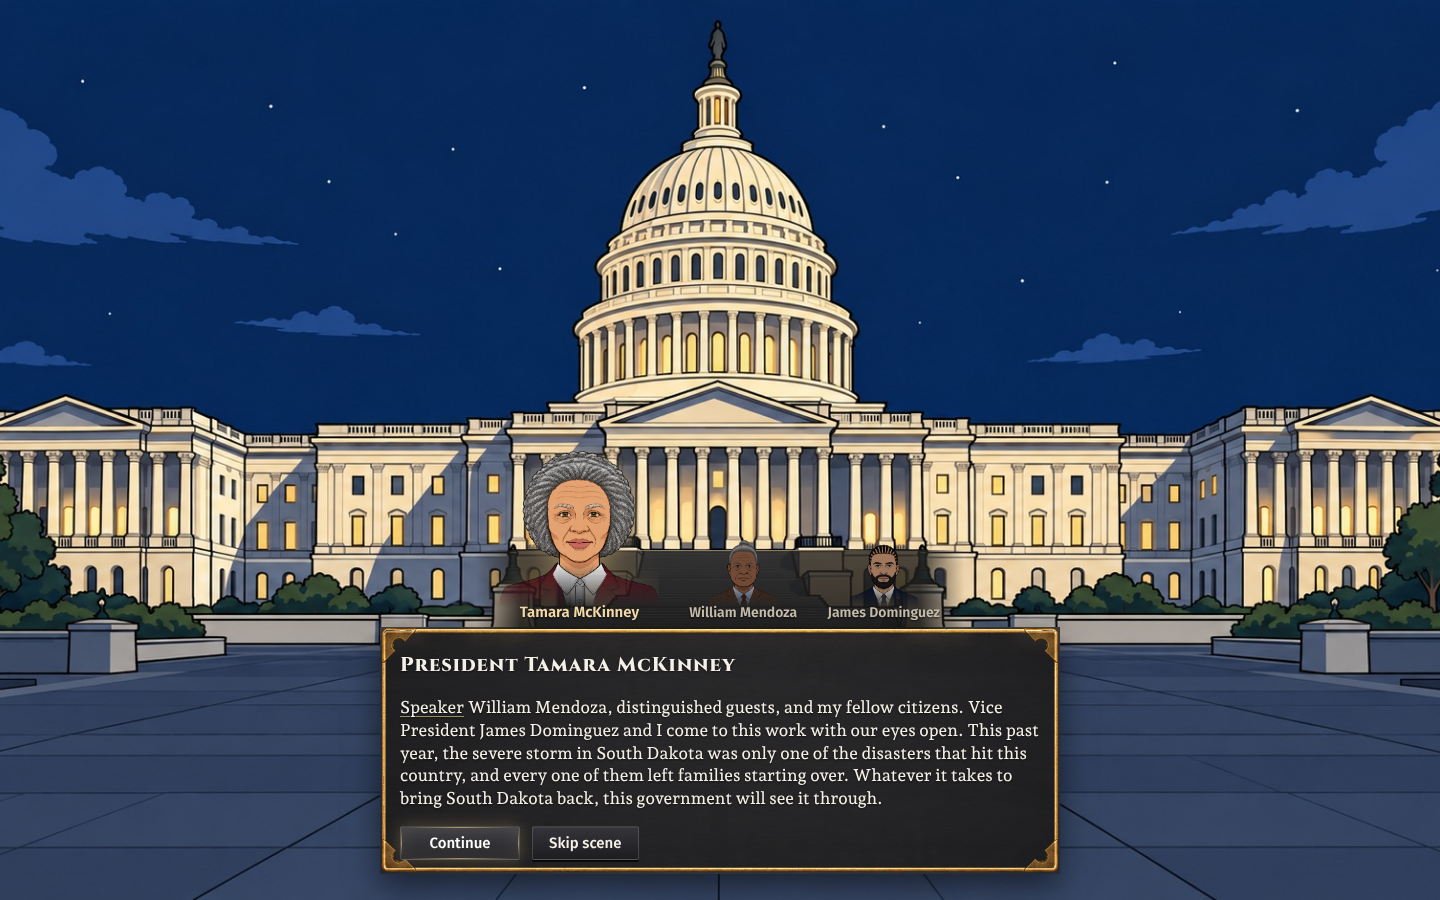 Tamara McKinney
William Mendoza
James Dominguez
President Tamara McKinney
Speaker William Mendoza, distinguished guests, and my fellow citizens. Vice
President James Dominguez and I come to this work with our eyes open. This past
year, the severe storm in South Dakota was only one of the disasters that hit this
country, and every one of them left families starting over. Whatever it takes to
bring South Dakota back, this government will see it through.
Continue
Skip scene